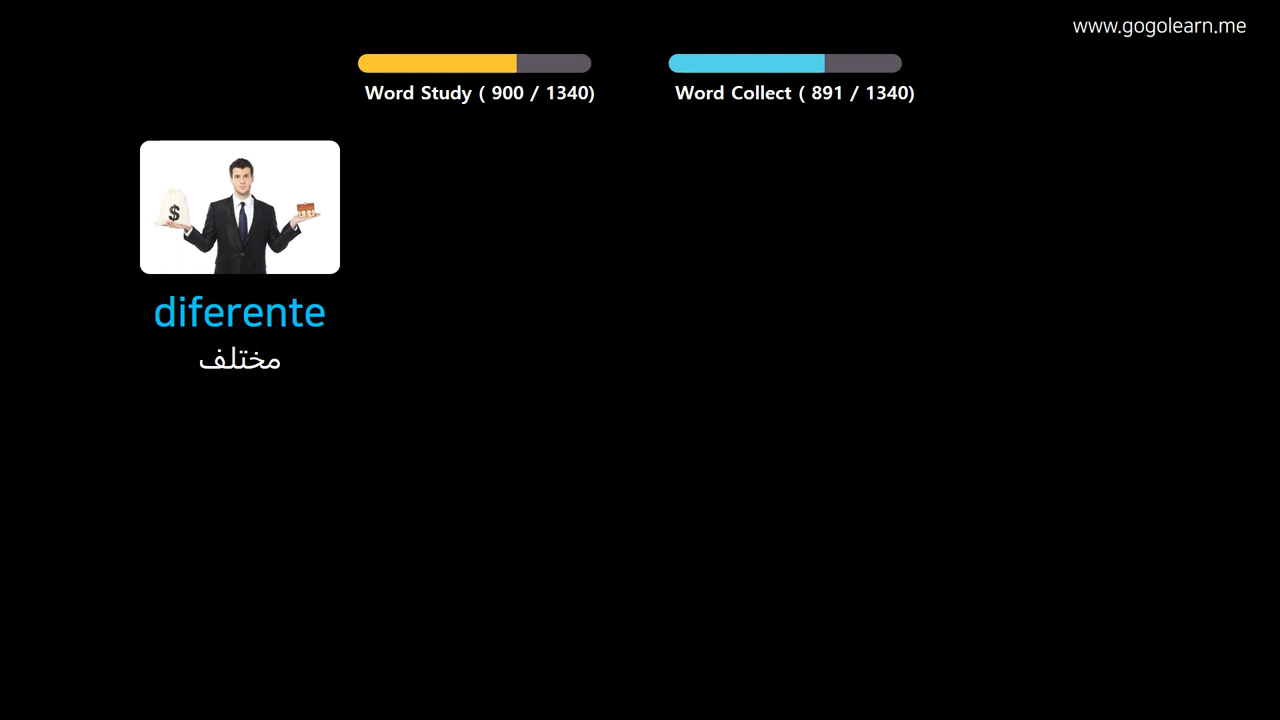 www.gogolearn.me
Word Study ( 900 / 1340)
Word Collect ( 891 / 1340)
$
diferente
مختلف